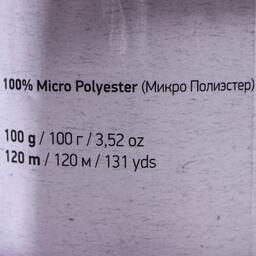 100% Micro Polyester (Микро Полиэстер)
100 g / 100 г / 3,52 oz
120 m / 120 м / 131 yds